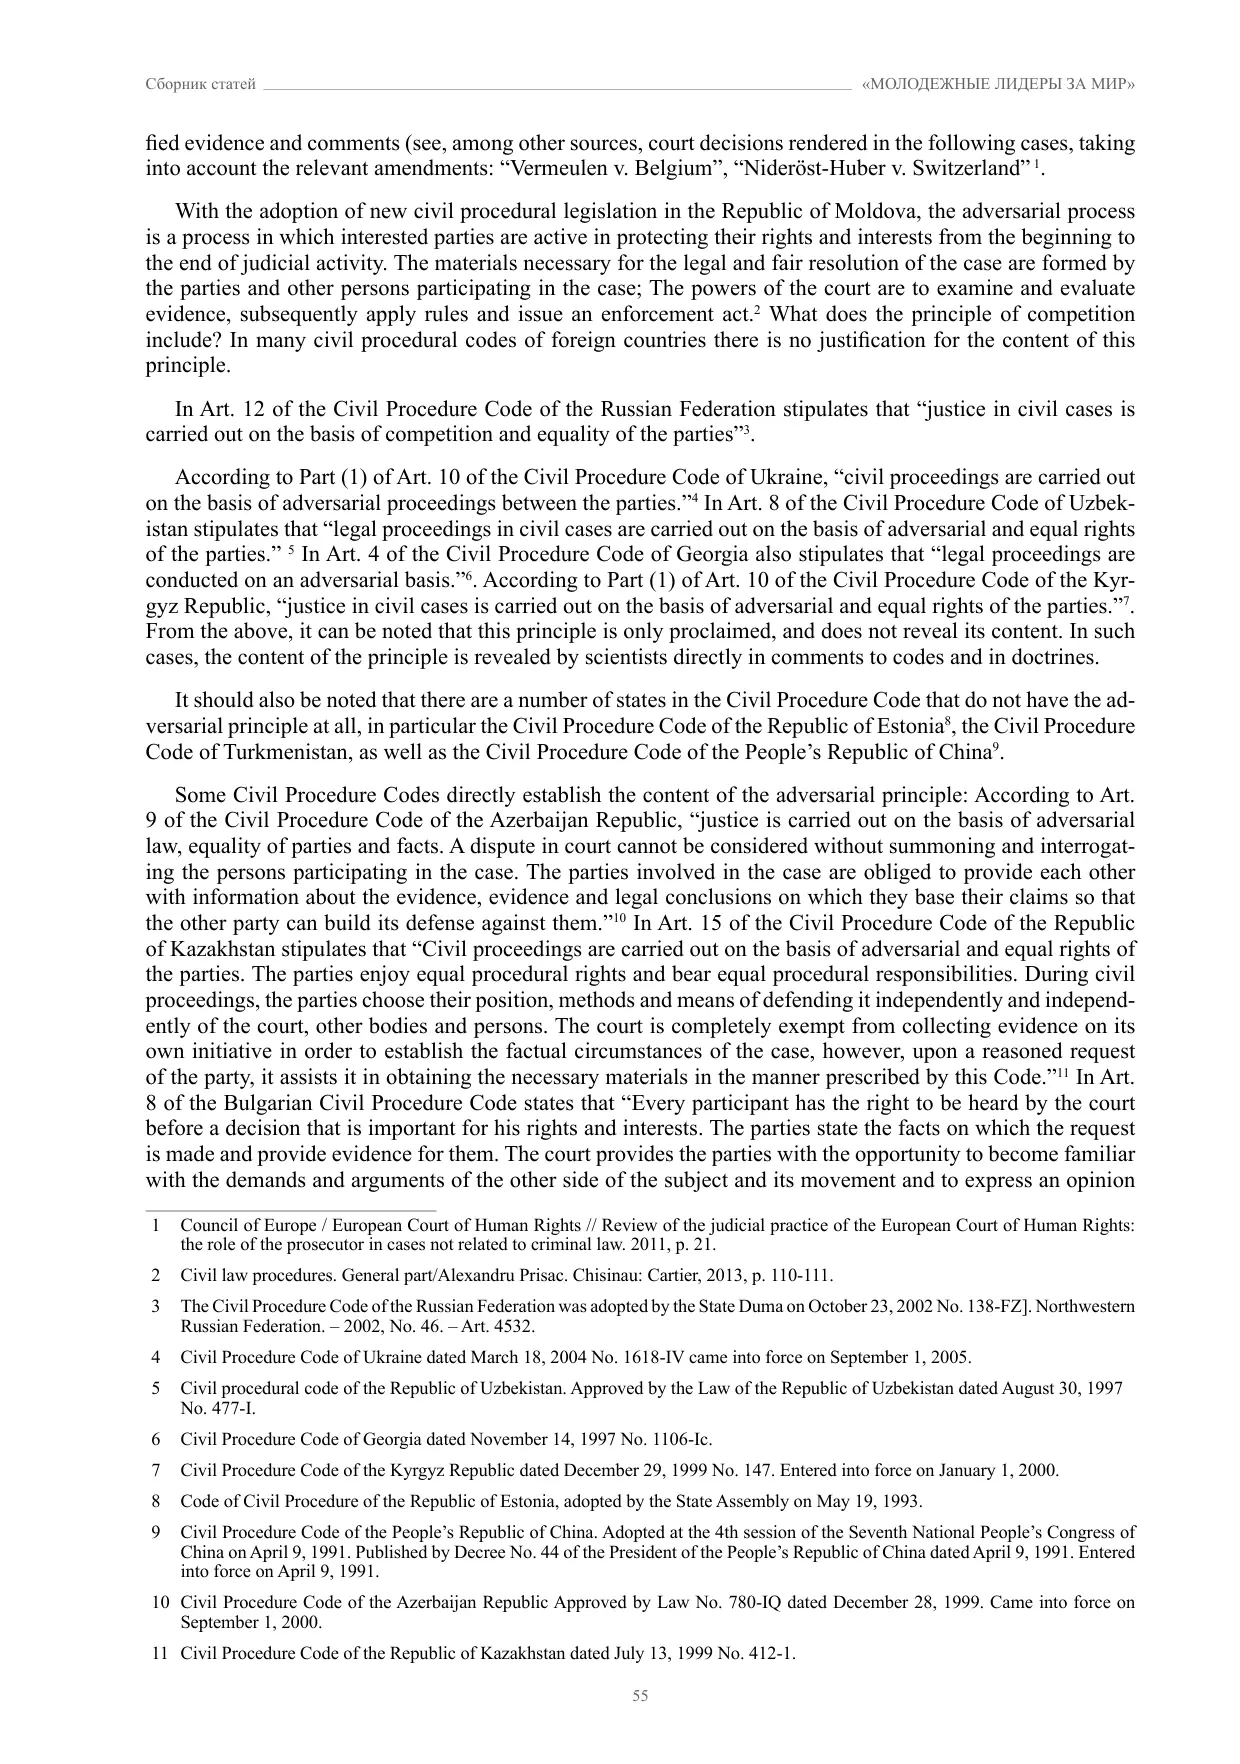 Сборник статей «МОЛОДЕЖНЫЕ ЛИДЕРЫ ЗА МИР»
fied evidence and comments (see, among other sources, court decisions rendered in the following cases, taking
into account the relevant amendments: “Vermeulen v. Belgium”, “Nideröst-Huber v. Switzerland” 1.
With the adoption of new civil procedural legislation in the Republic of Moldova, the adversarial process
is a process in which interested parties are active in protecting their rights and interests from the beginning to
the end of judicial activity. The materials necessary for the legal and fair resolution of the case are formed by
the parties and other persons participating in the case; The powers of the court are to examine and evaluate
evidence, subsequently apply rules and issue an enforcement act.2 What does the principle of competition
include? In many civil procedural codes of foreign countries there is no justification for the content of this
principle.
In Art. 12 of the Civil Procedure Code of the Russian Federation stipulates that “justice in civil cases is
carried out on the basis of competition and equality of the parties”3.
According to Part (1) of Art. 10 of the Civil Procedure Code of Ukraine, “civil proceedings are carried out
on the basis of adversarial proceedings between the parties.”4 In Art. 8 of the Civil Procedure Code of Uzbek-
istan stipulates that “legal proceedings in civil cases are carried out on the basis of adversarial and equal rights
of the parties.” 5 In Art. 4 of the Civil Procedure Code of Georgia also stipulates that “legal proceedings are
conducted on an adversarial basis.”6. According to Part (1) of Art. 10 of the Civil Procedure Code of the Kyr-
gyz Republic, “justice in civil cases is carried out on the basis of adversarial and equal rights of the parties.”7.
From the above, it can be noted that this principle is only proclaimed, and does not reveal its content. In such
cases, the content of the principle is revealed by scientists directly in comments to codes and in doctrines.
It should also be noted that there are a number of states in the Civil Procedure Code that do not have the ad-
versarial principle at all, in particular the Civil Procedure Code of the Republic of Estonia8, the Civil Procedure
Code of Turkmenistan, as well as the Civil Procedure Code of the People’s Republic of China9.
Some Civil Procedure Codes directly establish the content of the adversarial principle: According to Art.
9 of the Civil Procedure Code of the Azerbaijan Republic, “justice is carried out on the basis of adversarial
law, equality of parties and facts. A dispute in court cannot be considered without summoning and interrogat-
ing the persons participating in the case. The parties involved in the case are obliged to provide each other
with information about the evidence, evidence and legal conclusions on which they base their claims so that
the other party can build its defense against them.”10 In Art. 15 of the Civil Procedure Code of the Republic
of Kazakhstan stipulates that “Civil proceedings are carried out on the basis of adversarial and equal rights of
the parties. The parties enjoy equal procedural rights and bear equal procedural responsibilities. During civil
proceedings, the parties choose their position, methods and means of defending it independently and independ-
ently of the court, other bodies and persons. The court is completely exempt from collecting evidence on its
own initiative in order to establish the factual circumstances of the case, however, upon a reasoned request
of the party, it assists it in obtaining the necessary materials in the manner prescribed by this Code.”11 In Art.
8 of the Bulgarian Civil Procedure Code states that “Every participant has the right to be heard by the court
before a decision that is important for his rights and interests. The parties state the facts on which the request
is made and provide evidence for them. The court provides the parties with the opportunity to become familiar
with the demands and arguments of the other side of the subject and its movement and to express an opinion
1 Council of Europe / European Court of Human Rights // Review of the judicial practice of the European Court of Human Rights:
the role of the prosecutor in cases not related to criminal law. 2011, p. 21.
2 Civil law procedures. General part/Alexandru Prisac. Chisinau: Cartier, 2013, p. 110-111.
3 The Civil Procedure Code of the Russian Federation was adopted by the State Duma on October 23, 2002 No. 138-FZ]. Northwestern
Russian Federation. – 2002, No. 46. – Art. 4532.
4 Civil Procedure Code of Ukraine dated March 18, 2004 No. 1618-IV came into force on September 1, 2005.
5 Civil procedural code of the Republic of Uzbekistan. Approved by the Law of the Republic of Uzbekistan dated August 30, 1997
No. 477-I.
6 Civil Procedure Code of Georgia dated November 14, 1997 No. 1106-Ic.
7 Civil Procedure Code of the Kyrgyz Republic dated December 29, 1999 No. 147. Entered into force on January 1, 2000.
8 Code of Civil Procedure of the Republic of Estonia, adopted by the State Assembly on May 19, 1993.
9 Civil Procedure Code of the People’s Republic of China. Adopted at the 4th session of the Seventh National People’s Congress of
China on April 9, 1991. Published by Decree No. 44 of the President of the People’s Republic of China dated April 9, 1991. Entered
into force on April 9, 1991.
10 Civil Procedure Code of the Azerbaijan Republic Approved by Law No. 780-IQ dated December 28, 1999. Came into force on
September 1, 2000.
11 Civil Procedure Code of the Republic of Kazakhstan dated July 13, 1999 No. 412-1.
55